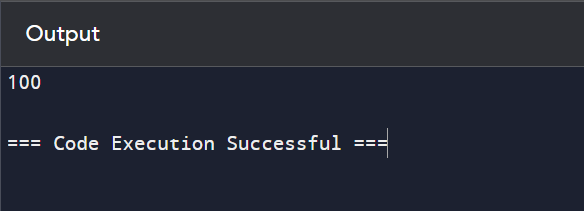 Output
100
=== Code Execution Successful ===